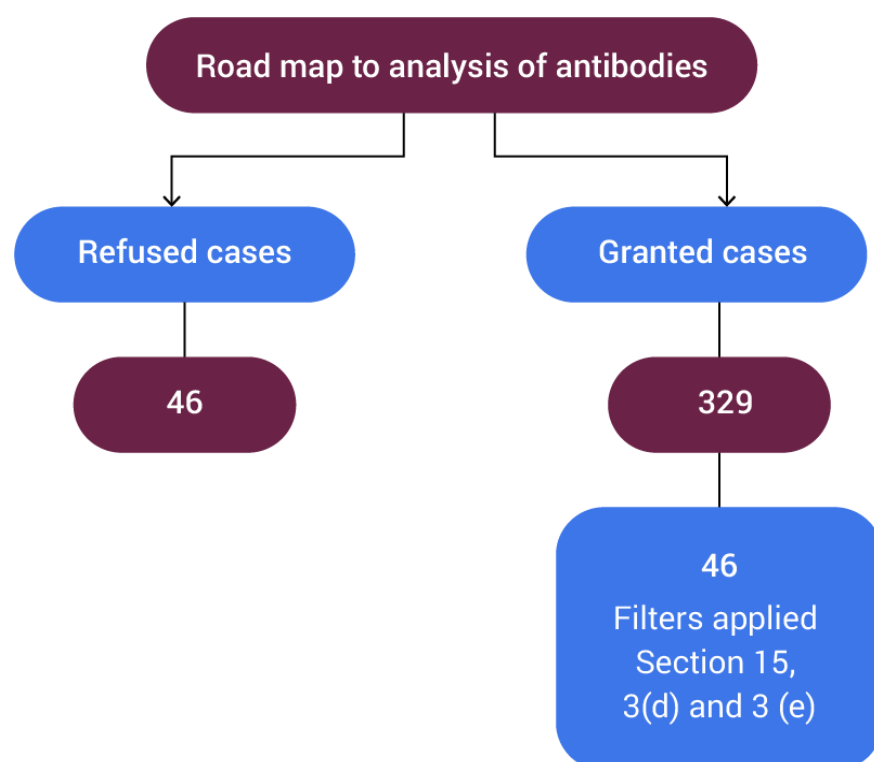 Road map to analysis of antibodies
Refused cases
Granted cases
46
329
46
Filters applied
Section 15,
3(d) and 3 (e)